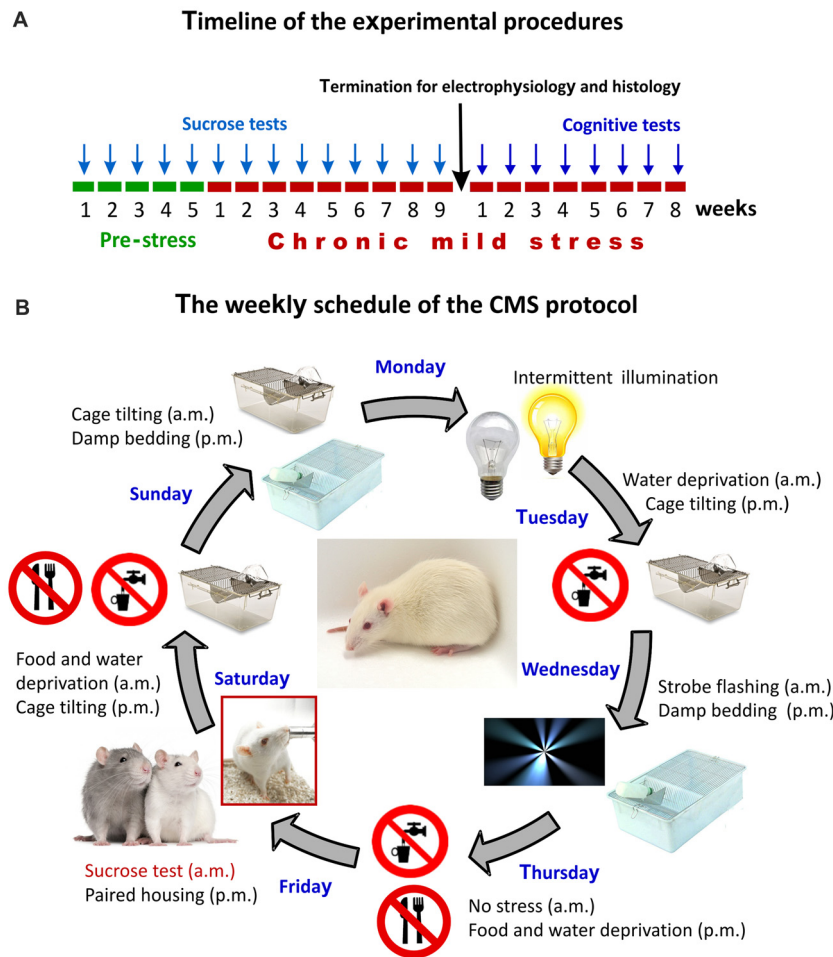 A
Timeline of the experimental procedures
Termination for electrophysiology and histology
Sucrose tests
Cognitive tests
1 2 3 4 5 1 2 3 4 5 6 7 8 9 1 2 3 4 5 6 7 8 weeks
Pre-stress
Chronic mild stress
B
The weekly schedule of the CMS protocol
Monday
Intermittent illumination
Cage tilting (a.m.)
Damp bedding (p.m.)
Sunday
Water deprivation (a.m.)
Cage tilting (p.m.)
Tuesday
Food and water
deprivation (a.m.)
Cage tilting (p.m.)
Saturday
Wednesday
Strobe flashing (a.m.)
Damp bedding (p.m.)
Sucrose test (a.m.)
Paired housing (p.m.)
Friday
Thursday
No stress (a.m.)
Food and water deprivation (p.m.)